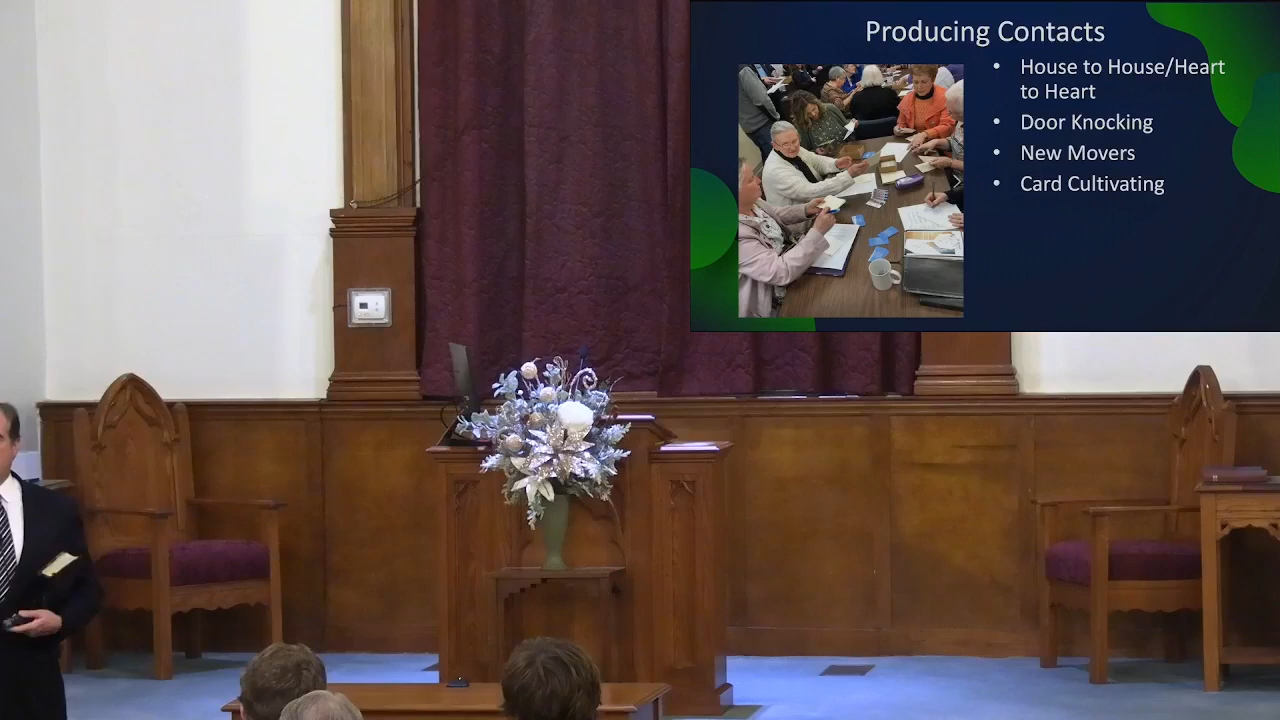 Producing Contacts
• House to House/Heart
to Heart
• Door Knocking
• New Movers
• Card Cultivating